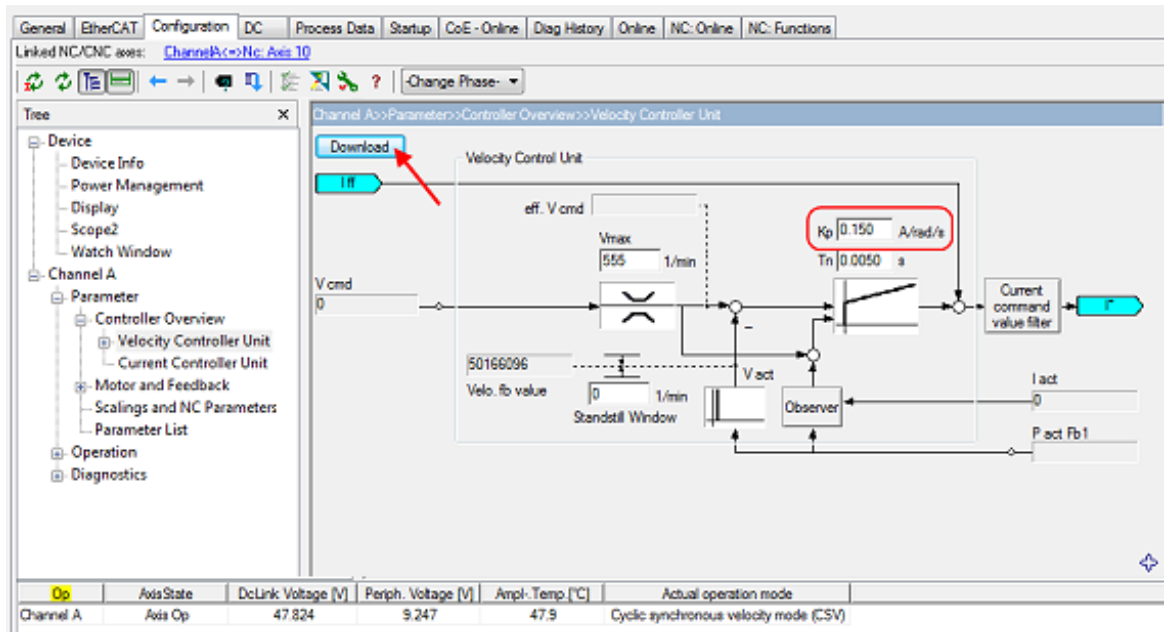 General EtherCAT Configuration DC Process Data Startup CoE - Online Diag History Online NC: Online NC: Functions
Linked NC/CNC axes: ChannelA<=>Nc: Axis 10
? -Change Phase-
Tree X
Channel A>>Parameter>>Controller Overview>>Velocity Controller Unit
Device
Device Info
Power Management
Display
Scope2
Watch Window
Channel A
Parameter
Controller Overview
Velocity Controller Unit
Current Controller Unit
Motor and Feedback
Scalings and NC Parameters
Parameter List
Operation
Diagnostics
Download
Velocity Control Unit
I ff
eff. V cmd
Kp 0.150 A/rad/s
Vmax
555 1/min
Tn 0.0050 s
V cmd
0
Current
command
value filter
50166096
Velo. fb value
0 1/min
Standstill Window
V act
Observer
I act
0
P act Fb1
Op AxisState DcLink Voltage [V] Periph. Voltage [V] Ampl-.Temp.[°C] Actual operation mode
Channel A Axis Op 47.824 9.247 47.9 Cyclic synchronous velocity mode (CSV)